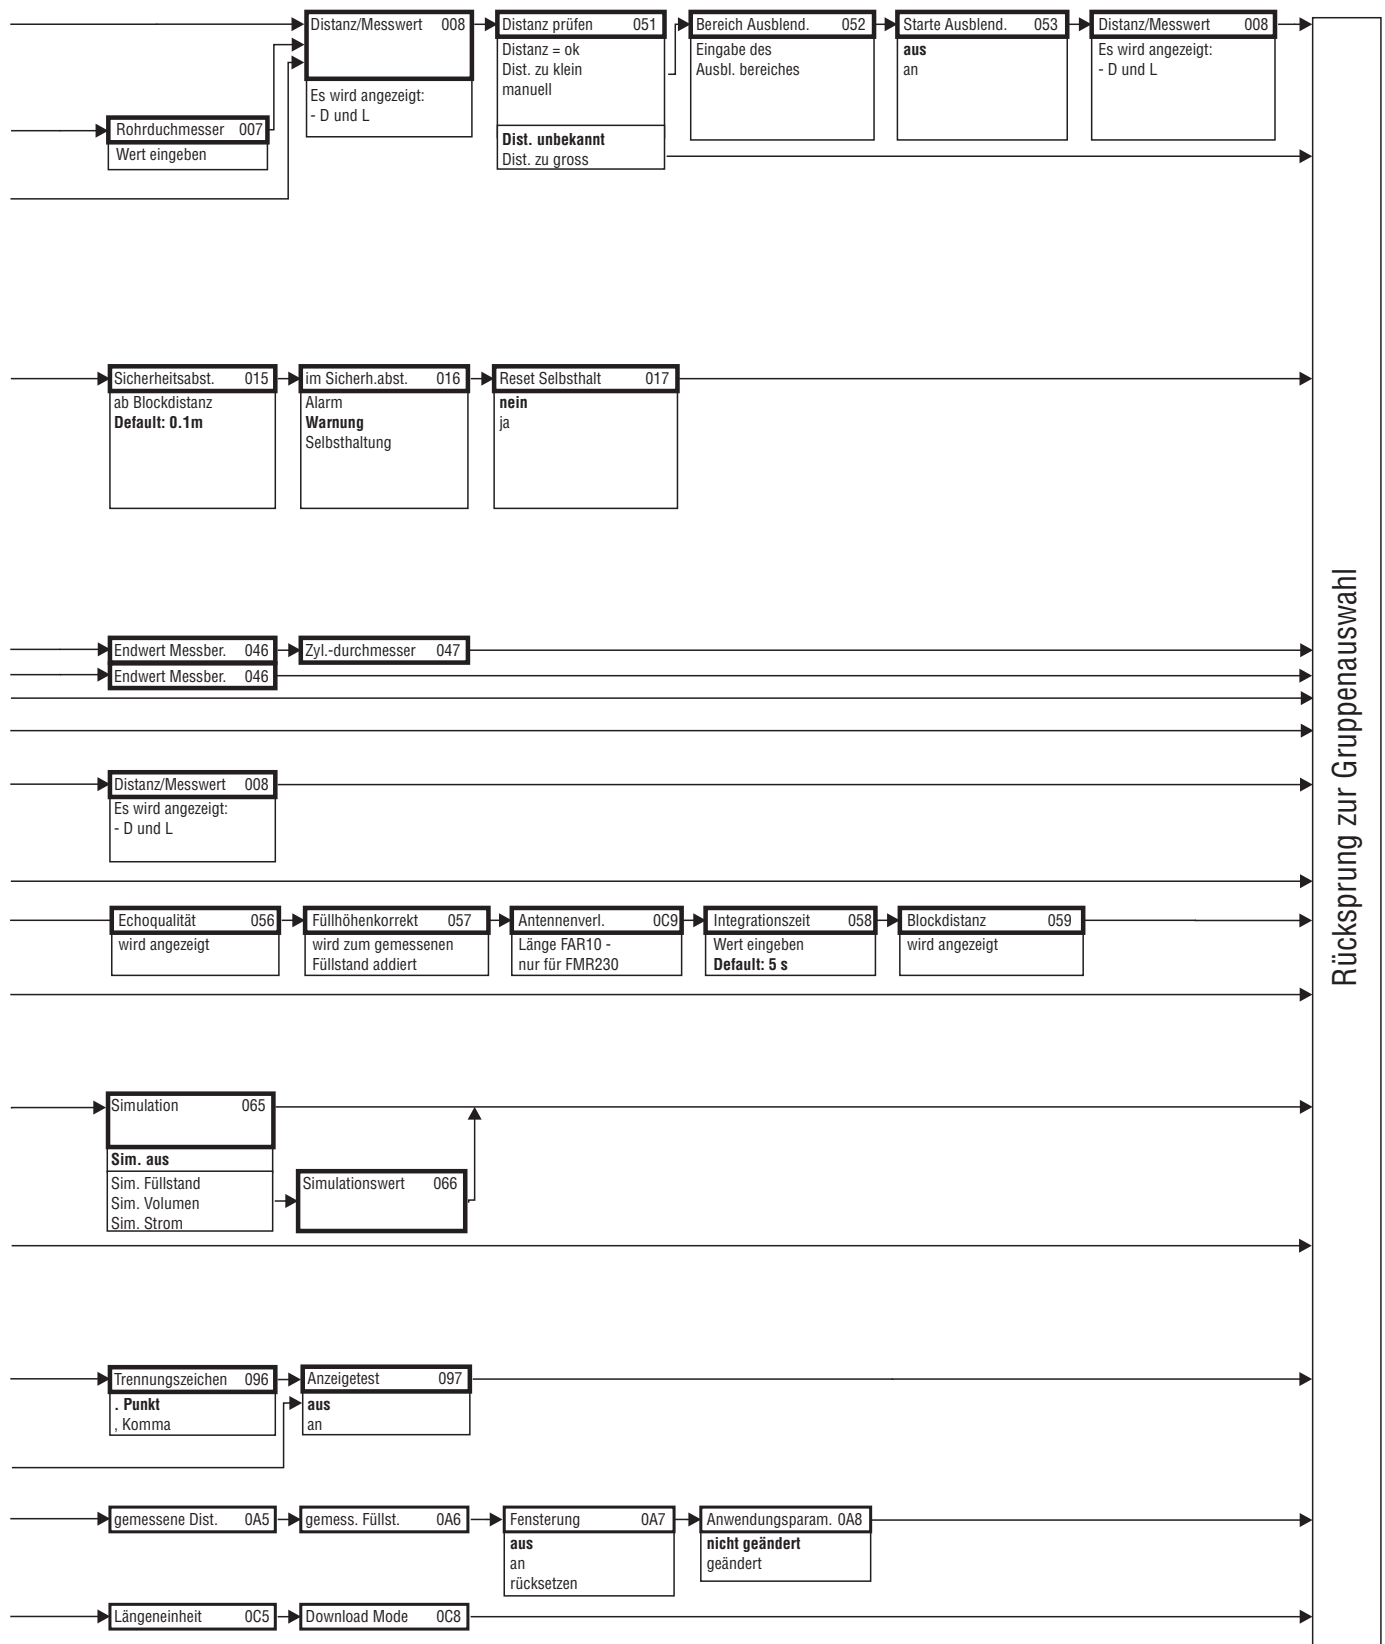 Distanz/Messwert 008
Es wird angezeigt:
- D und L
Distanz prüfen 051
Distanz = ok
Dist. zu klein
manuell
Dist. unbekannt
Dist. zu gross
Bereich Ausblend. 052
Eingabe des
Ausbl. bereiches
Starte Ausblend. 053
aus
an
Distanz/Messwert 008
Es wird angezeigt:
- D und L
Rohrduchmesser 007
Wert eingeben
Sicherheitsabst. 015
ab Blockdistanz
Default: 0.1m
im Sicherh.abst. 016
Alarm
Warnung
Selbsthaltung
Reset Selbsthalt 017
nein
ja
Endwert Messber. 046
Zyl.-durchmesser 047
Endwert Messber. 046
Distanz/Messwert 008
Es wird angezeigt:
- D und L
Echoqualität 056
wird angezeigt
Füllhöhenkorrekt 057
wird zum gemessenen
Füllstand addiert
Antennenverl. 0C9
Länge FAR10 -
nur für FMR230
Integrationszeit 058
Wert eingeben
Default: 5 s
Blockdistanz 059
wird angezeigt
Simulation 065
Sim. aus
Sim. Füllstand
Sim. Volumen
Sim. Strom
Simulationswert 066
Trennungszeichen 096
. Punkt
, Komma
Anzeigetest 097
aus
an
gemessene Dist. 0A5
gemess. Füllst. 0A6
Fensterung 0A7
aus
an
rücksetzen
Anwendungsparam. 0A8
nicht geändert
geändert
Längeneinheit 0C5
Download Mode 0C8
Rücksprung zur Gruppenauswahl